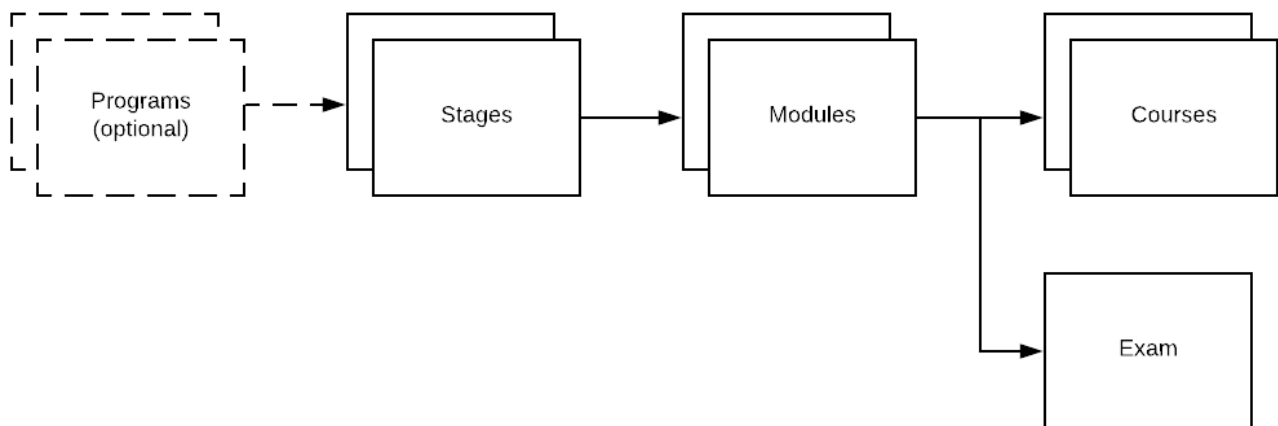 Programs
(optional)
Stages
Modules
Courses
Exam